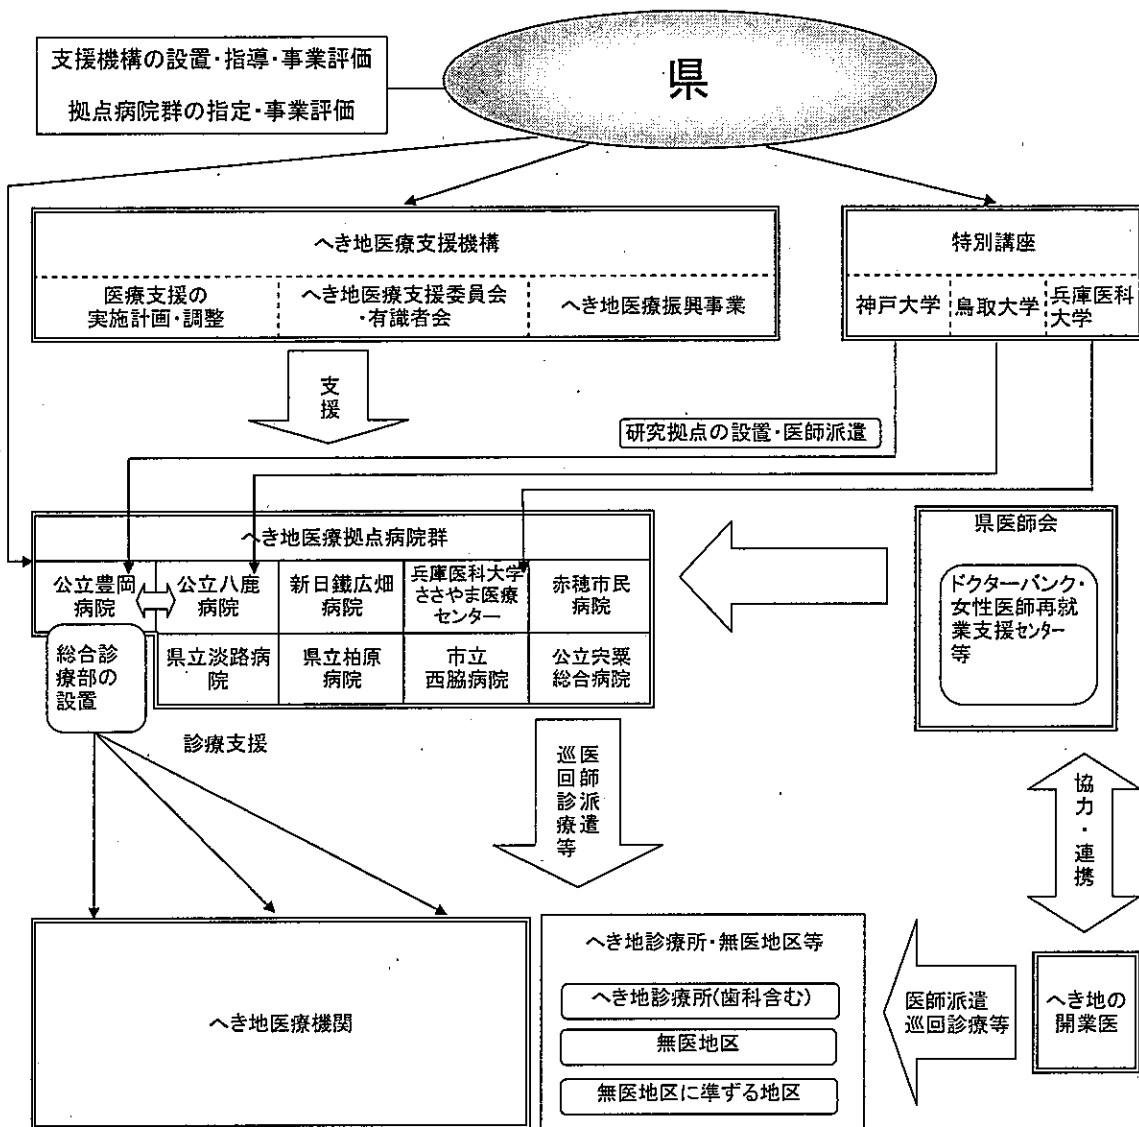 支援機構の設置・指導・事業評価
拠点病院群の指定・事業評価
県
へき地医療支援機構
医療支援の
実施計画・調整
へき地医療支援委員会
・有識者会
へき地医療振興事業
特別講座
神戸大学
鳥取大学
兵庫医科
大学
支援
研究拠点の設置・医師派遣
へき地医療拠点病院群
公立豊岡
病院
公立八鹿
病院
新日鐵広畑
病院
兵庫医科大学
ささやま医療
センター
赤穂市民
病院
総合診
療部の
設置
県立淡路病
院
県立柏原
病院
市立
西脇病院
公立宍粟
総合病院
県医師会
ドクターバンク・
女性医師再就
業支援センター
等
診療支援
医師派遣
巡回診療等
協力・連携
へき地医療機関
へき地診療所・無医地区等
へき地診療所(歯科含む)
無医地区
無医地区に準ずる地区
医師派遣
巡回診療等
へき地の
開業医